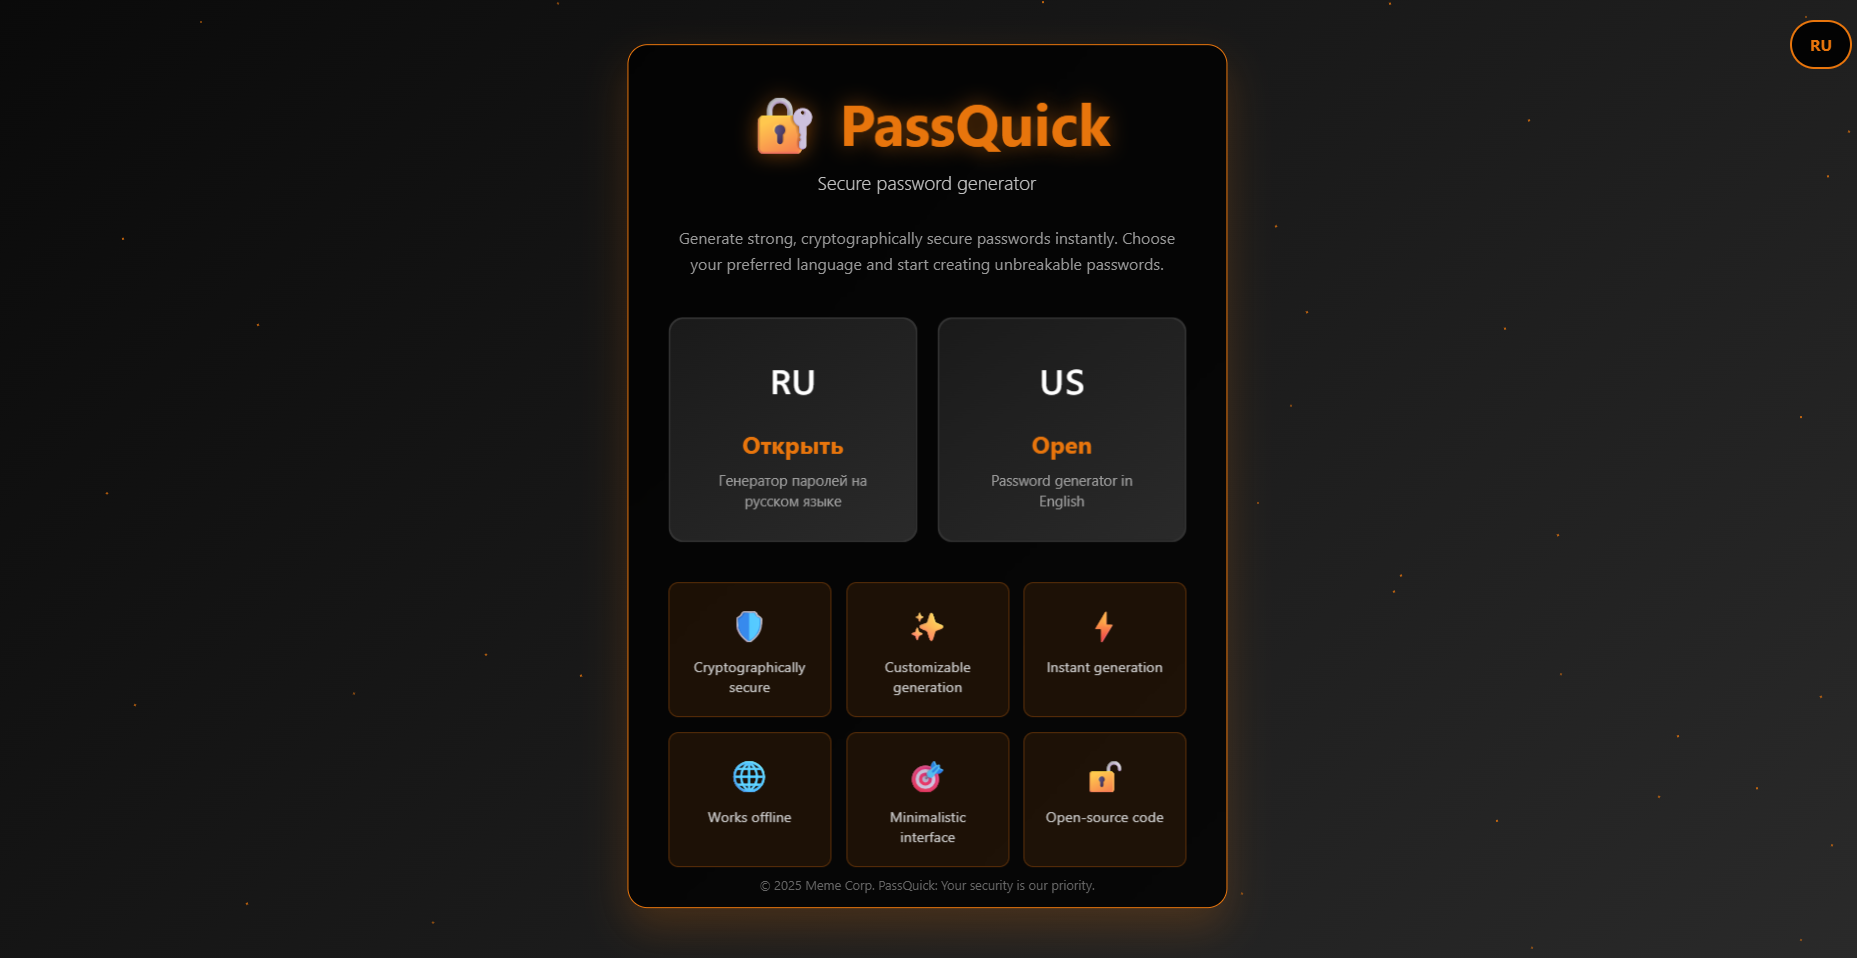 RU
PassQuick
Secure password generator
Generate strong, cryptographically secure passwords instantly. Choose
your preferred language and start creating unbreakable passwords.
RU
Открыть
Генератор паролей на
русском языке
US
Open
Password generator in
English
Cryptographically
secure
Customizable
generation
Instant generation
Works offline
Minimalistic
interface
Open-source code
© 2025 Meme Corp. PassQuick: Your security is our priority.